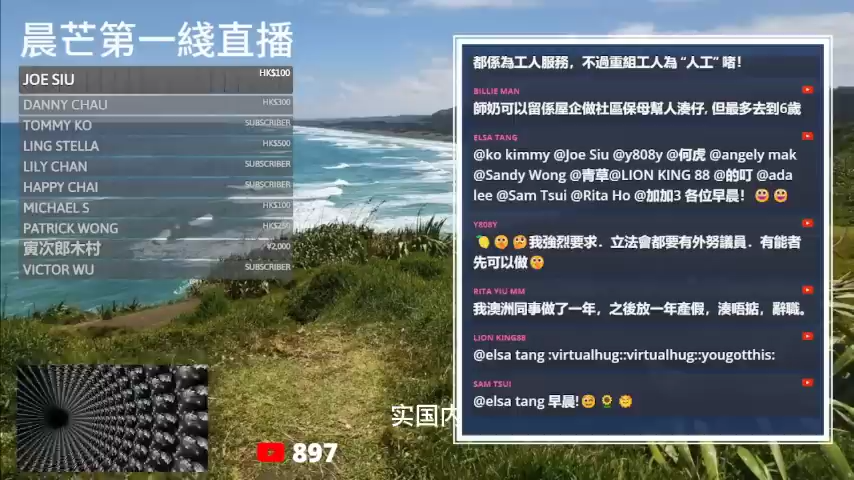 晨芒第一綫直播
JOE SIU HK$100
DANNY CHAU HK$300
TOMMY KO SUBSCRIBER
LING STELLA HK$500
LILY CHAN SUBSCRIBER
HAPPY CHAI SUBSCRIBER
MICHAEL S HK$100
PATRICK WONG HK$250
寅次郎木村 ¥2,000
VICTOR WU SUBSCRIBER
实国内
897
都係為工人服務，不過重組工人為 “人工” 啫！
BILLIE MAN
師奶可以留係屋企做社區保母幫人湊仔, 但最多去到6歲
ELSA TANG
@ko kimmy @Joe Siu @y808y @何虎 @angely mak
@Sandy Wong @青草@LION KING 88 @的叮 @ada
lee @Sam Tsui @Rita Ho @加加3 各位早晨！
Y808Y
我強烈要求．立法會都要有外努議員．有能者
先可以做
RITA YIU MM
我澳洲同事做了一年，之後放一年產假，湊唔掂，辭職。
LION KING88
@elsa tang :virtualhug::virtualhug::yougotthis:
SAM TSUI
@elsa tang 早晨!